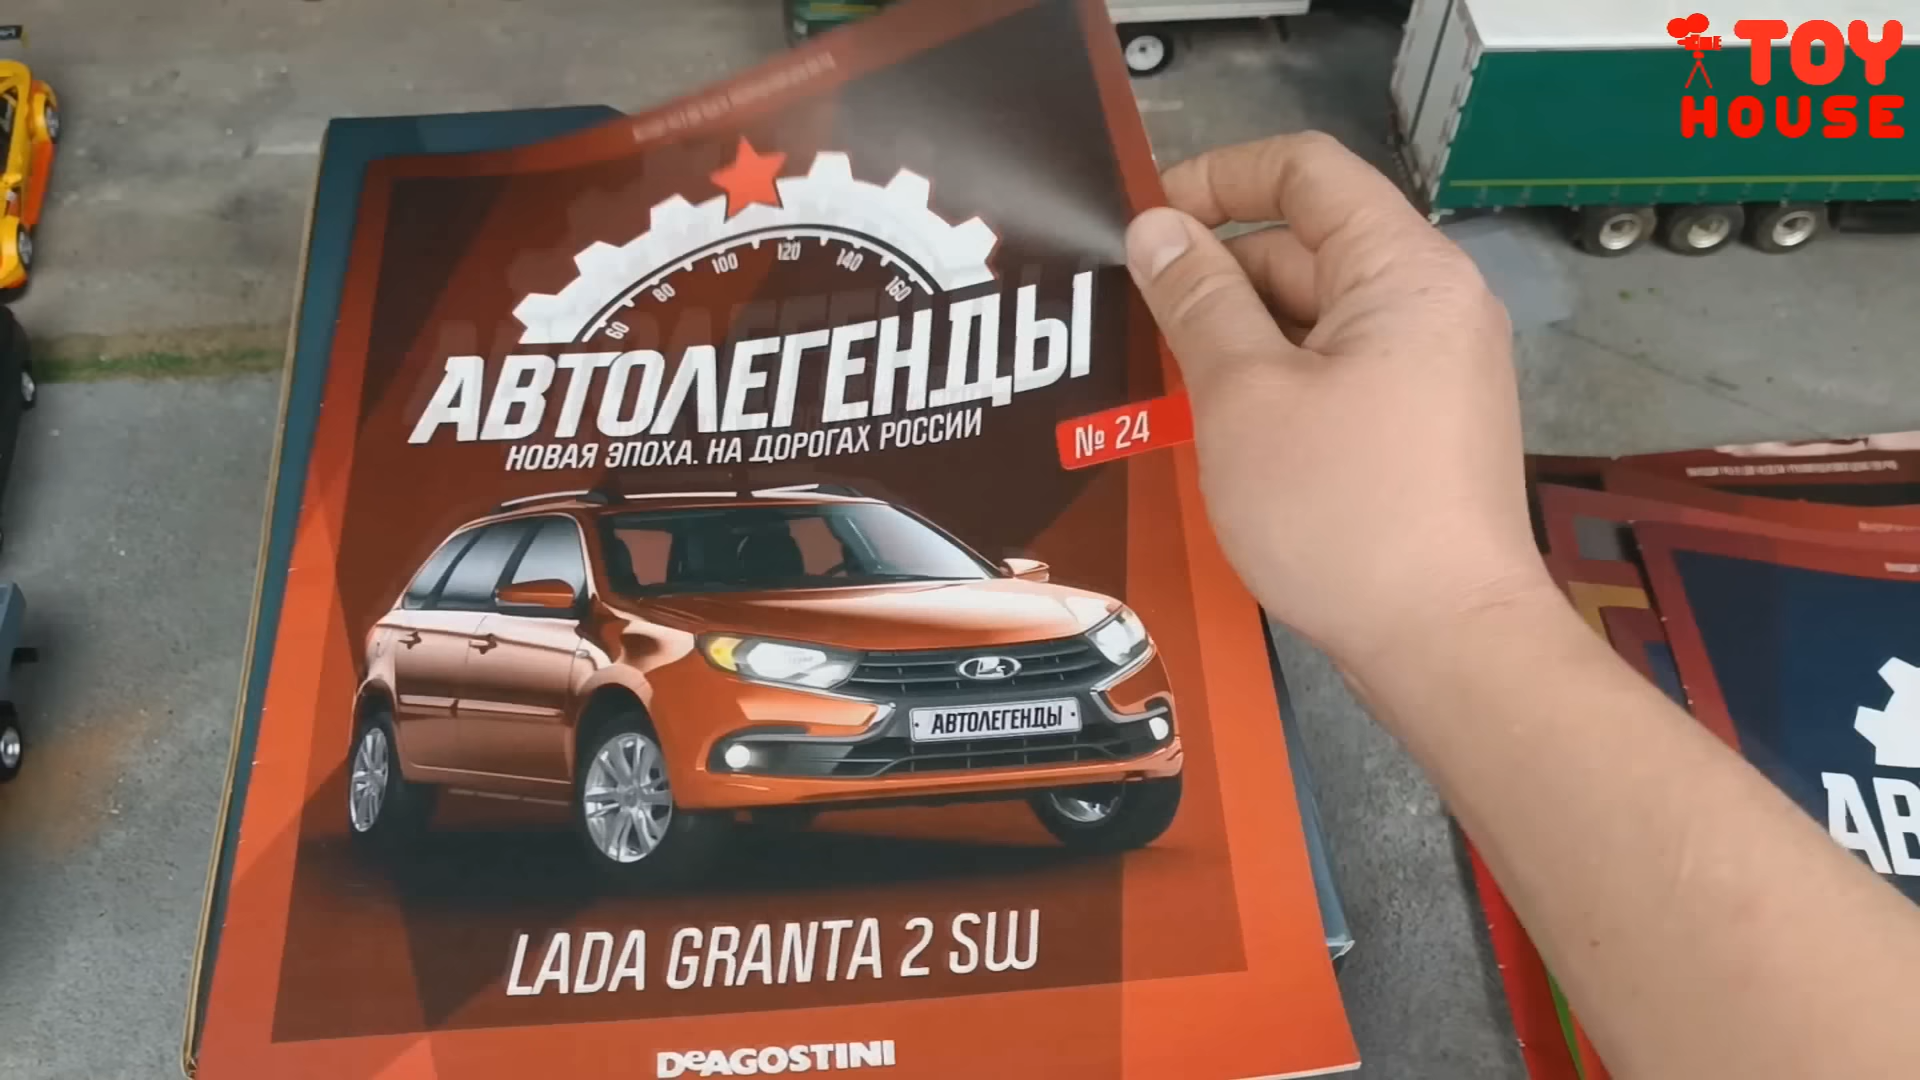 TOY
HOUSE
60 80 100 120 140 160
АВТОЛЕГЕНДЫ
НОВАЯ ЭПОХА. НА ДОРОГАХ РОССИИ
№ 24
АВТОЛЕГЕНДЫ
LADA GRANTA 2 SW
DeAGOSTINI
АВ